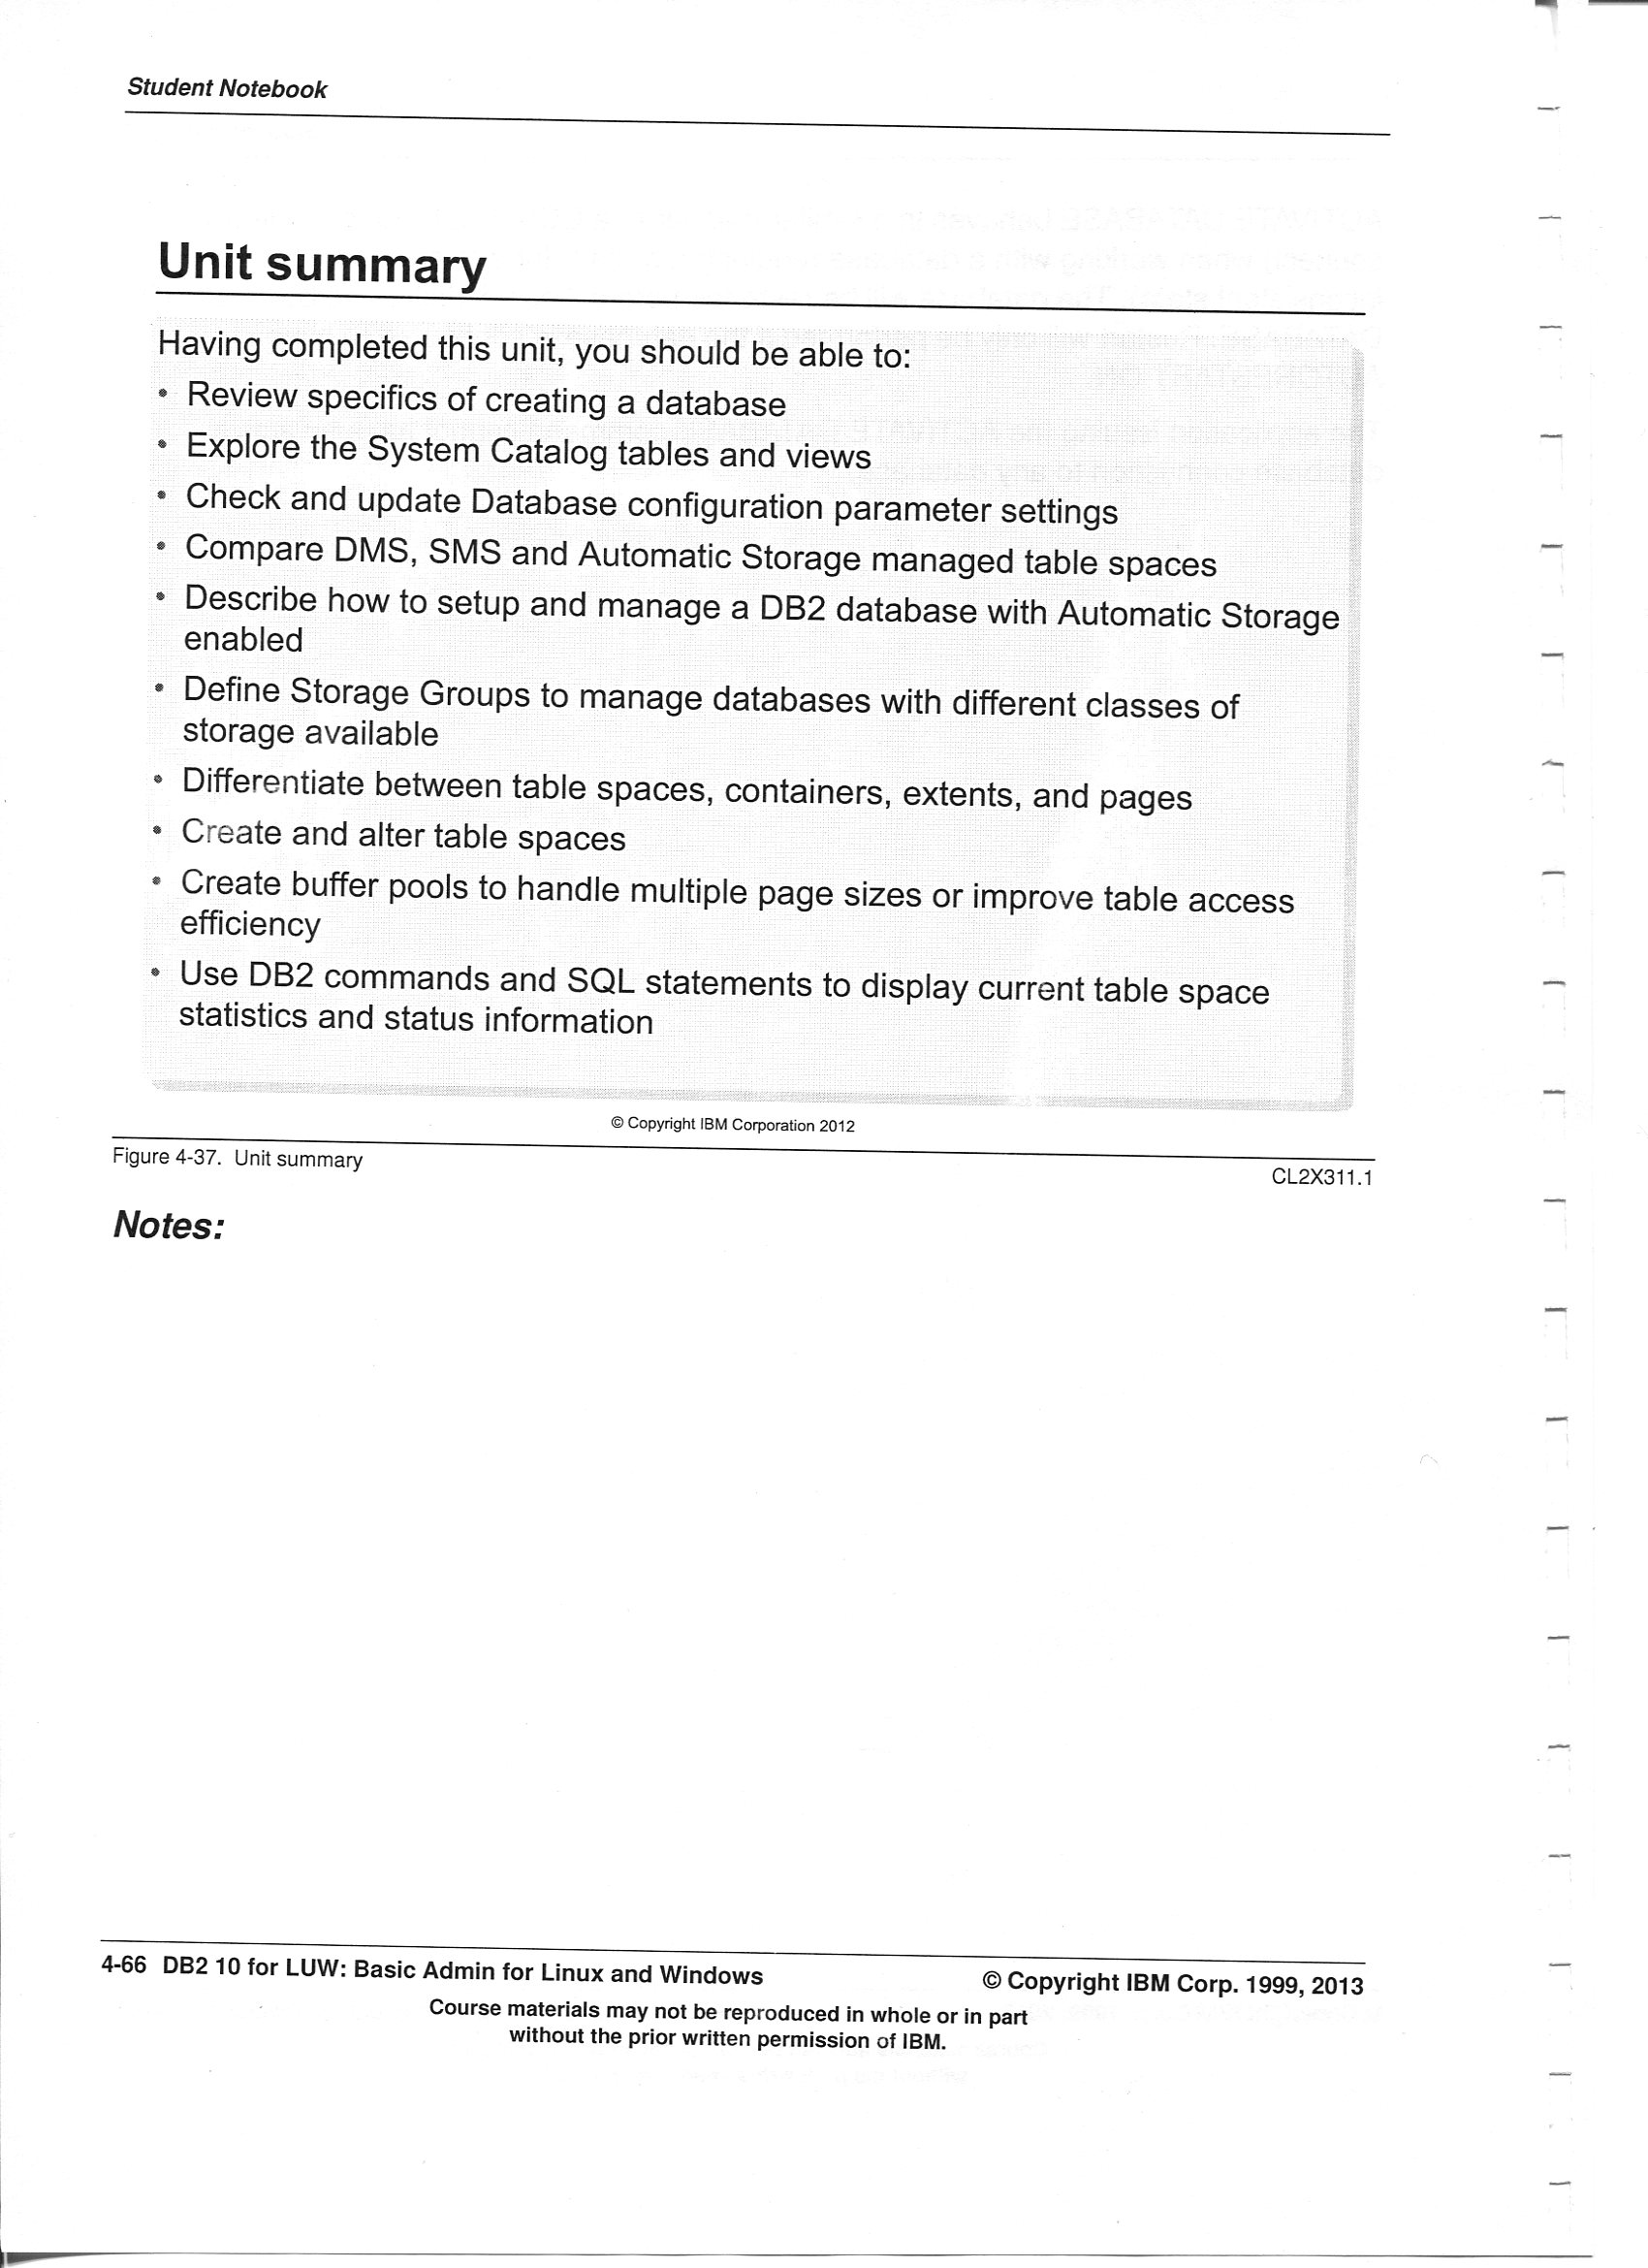 Student Notebook
Unit summary
Having completed this unit, you should be able to:
• Review specifics of creating a database
• Explore the System Catalog tables and views
• Check and update Database configuration parameter settings
• Compare DMS, SMS and Automatic Storage managed table spaces
• Describe how to setup and manage a DB2 database with Automatic Storage
enabled
• Define Storage Groups to manage databases with different classes of
storage available
• Differentiate between table spaces, containers, extents, and pages
• Create and alter table spaces
• Create buffer pools to handle multiple page sizes or improve table access
efficiency
• Use DB2 commands and SQL statements to display current table space
statistics and status information
© Copyright IBM Corporation 2012
Figure 4-37. Unit summary
CL2X311.1
Notes:
4-66 DB2 10 for LUW: Basic Admin for Linux and Windows
© Copyright IBM Corp. 1999, 2013
Course materials may not be reproduced in whole or in part
without the prior written permission of IBM.